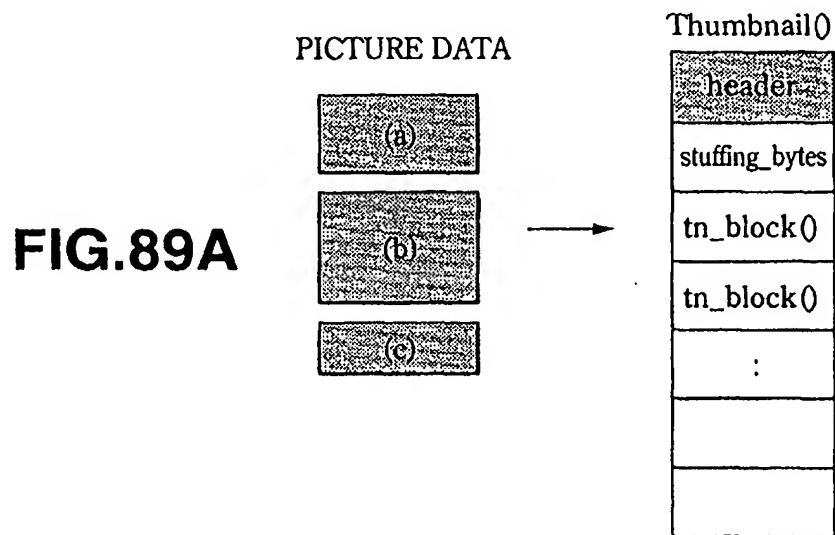 FIG.89A
PICTURE DATA
(a)
(b)
(c)
Thumbnail()
header
stuffing_bytes
tn_block()
tn_block()
: